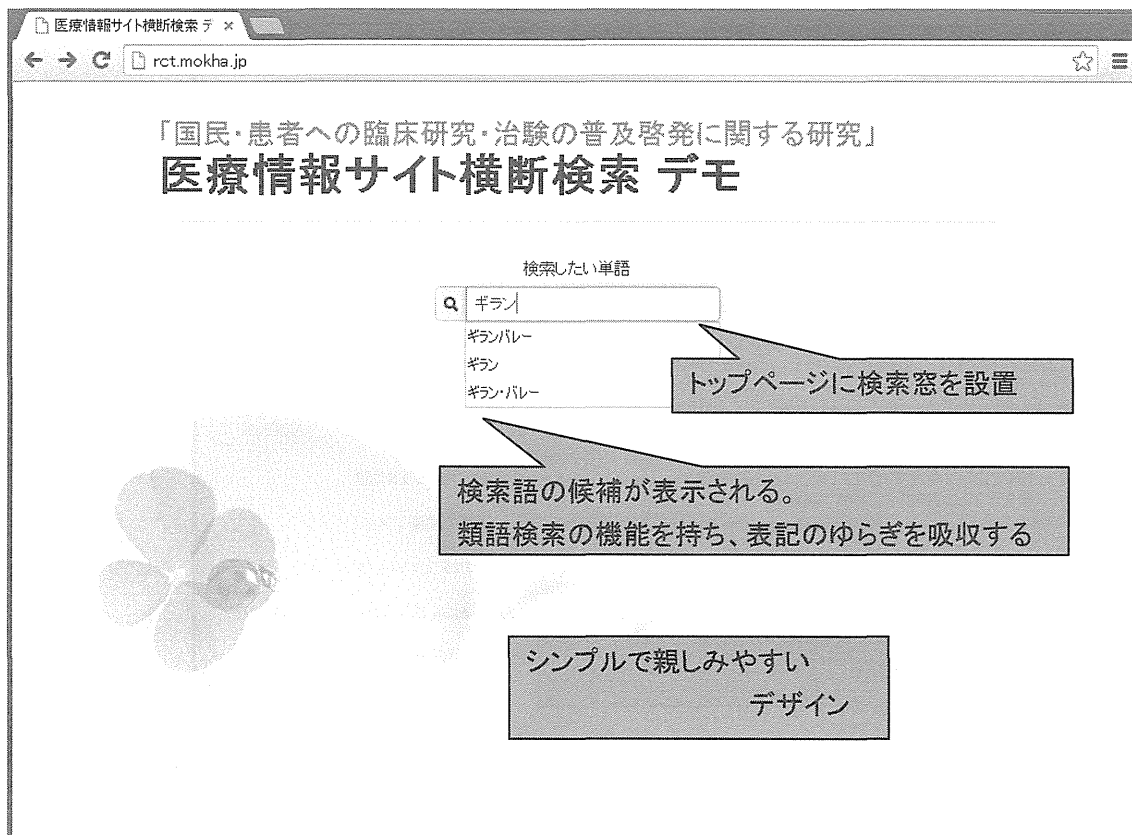 医療情報サイト横断検索 デ ×
rct.mokha.jp
「国民・患者への臨床研究・治験の普及啓発に関する研究」
医療情報サイト横断検索 デモ
検索したい単語
ギラン
ギランバレー
ギラン
ギラン・バレー
トップページに検索窓を設置
検索語の候補が表示される。
類語検索の機能を持ち、表記のゆらぎを吸収する
シンプルで親しみやすい
デザイン